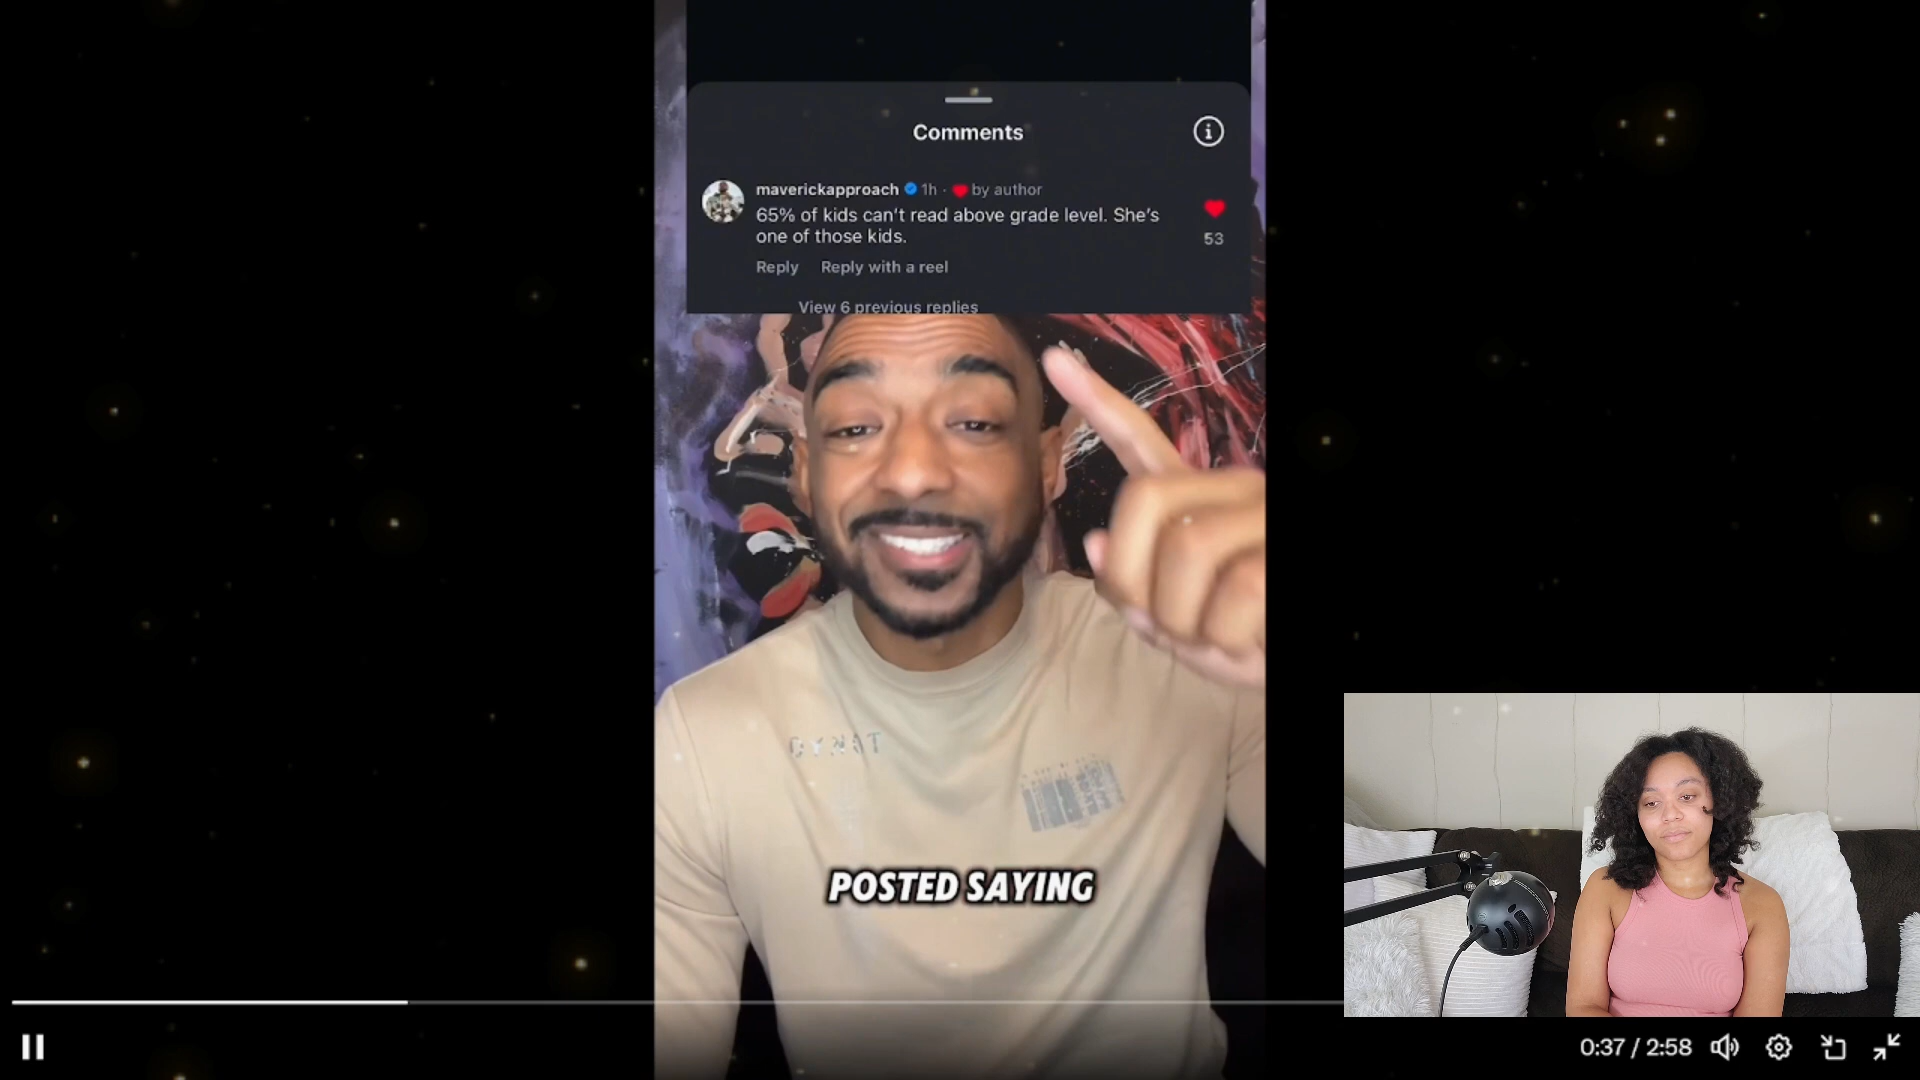 Comments
maverickapproach 1h · by author
65% of kids can't read above grade level. She's
one of those kids.
53
Reply Reply with a reel
View 6 previous replies
POSTED SAYING
0:37 / 2:58